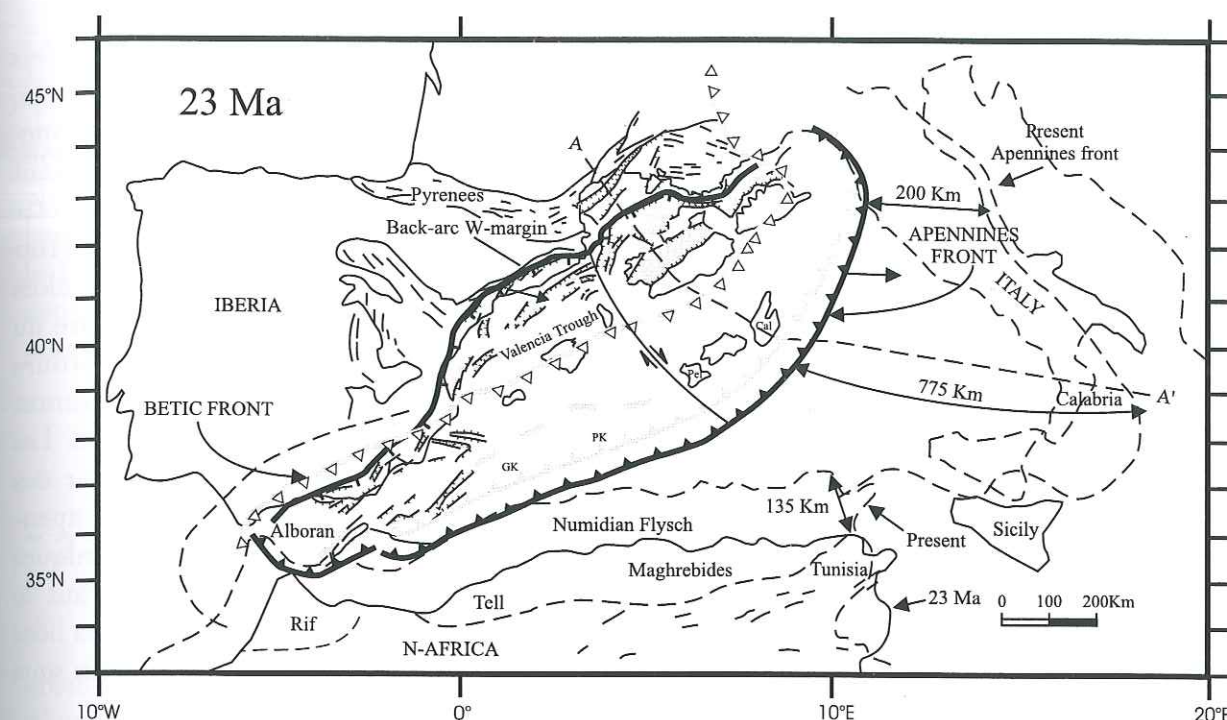 45°N
23 Ma
A
Present
Apennines front
Pyrenees
200 Km
Back-arc W-margin
APENNINES
FRONT
IBERIA
ITALY
Valencia Trough
Cal
40°N
Pe
775 Km
Calabria
A'
BETIC FRONT
PK
GK
135 Km
Alboran
Numidian Flysch
Present
Sicily
35°N
Maghrebides
Tunisia
Tell
23 Ma
0 100 200Km
Rif
N-AFRICA
10°W
0°
10°E
20°E